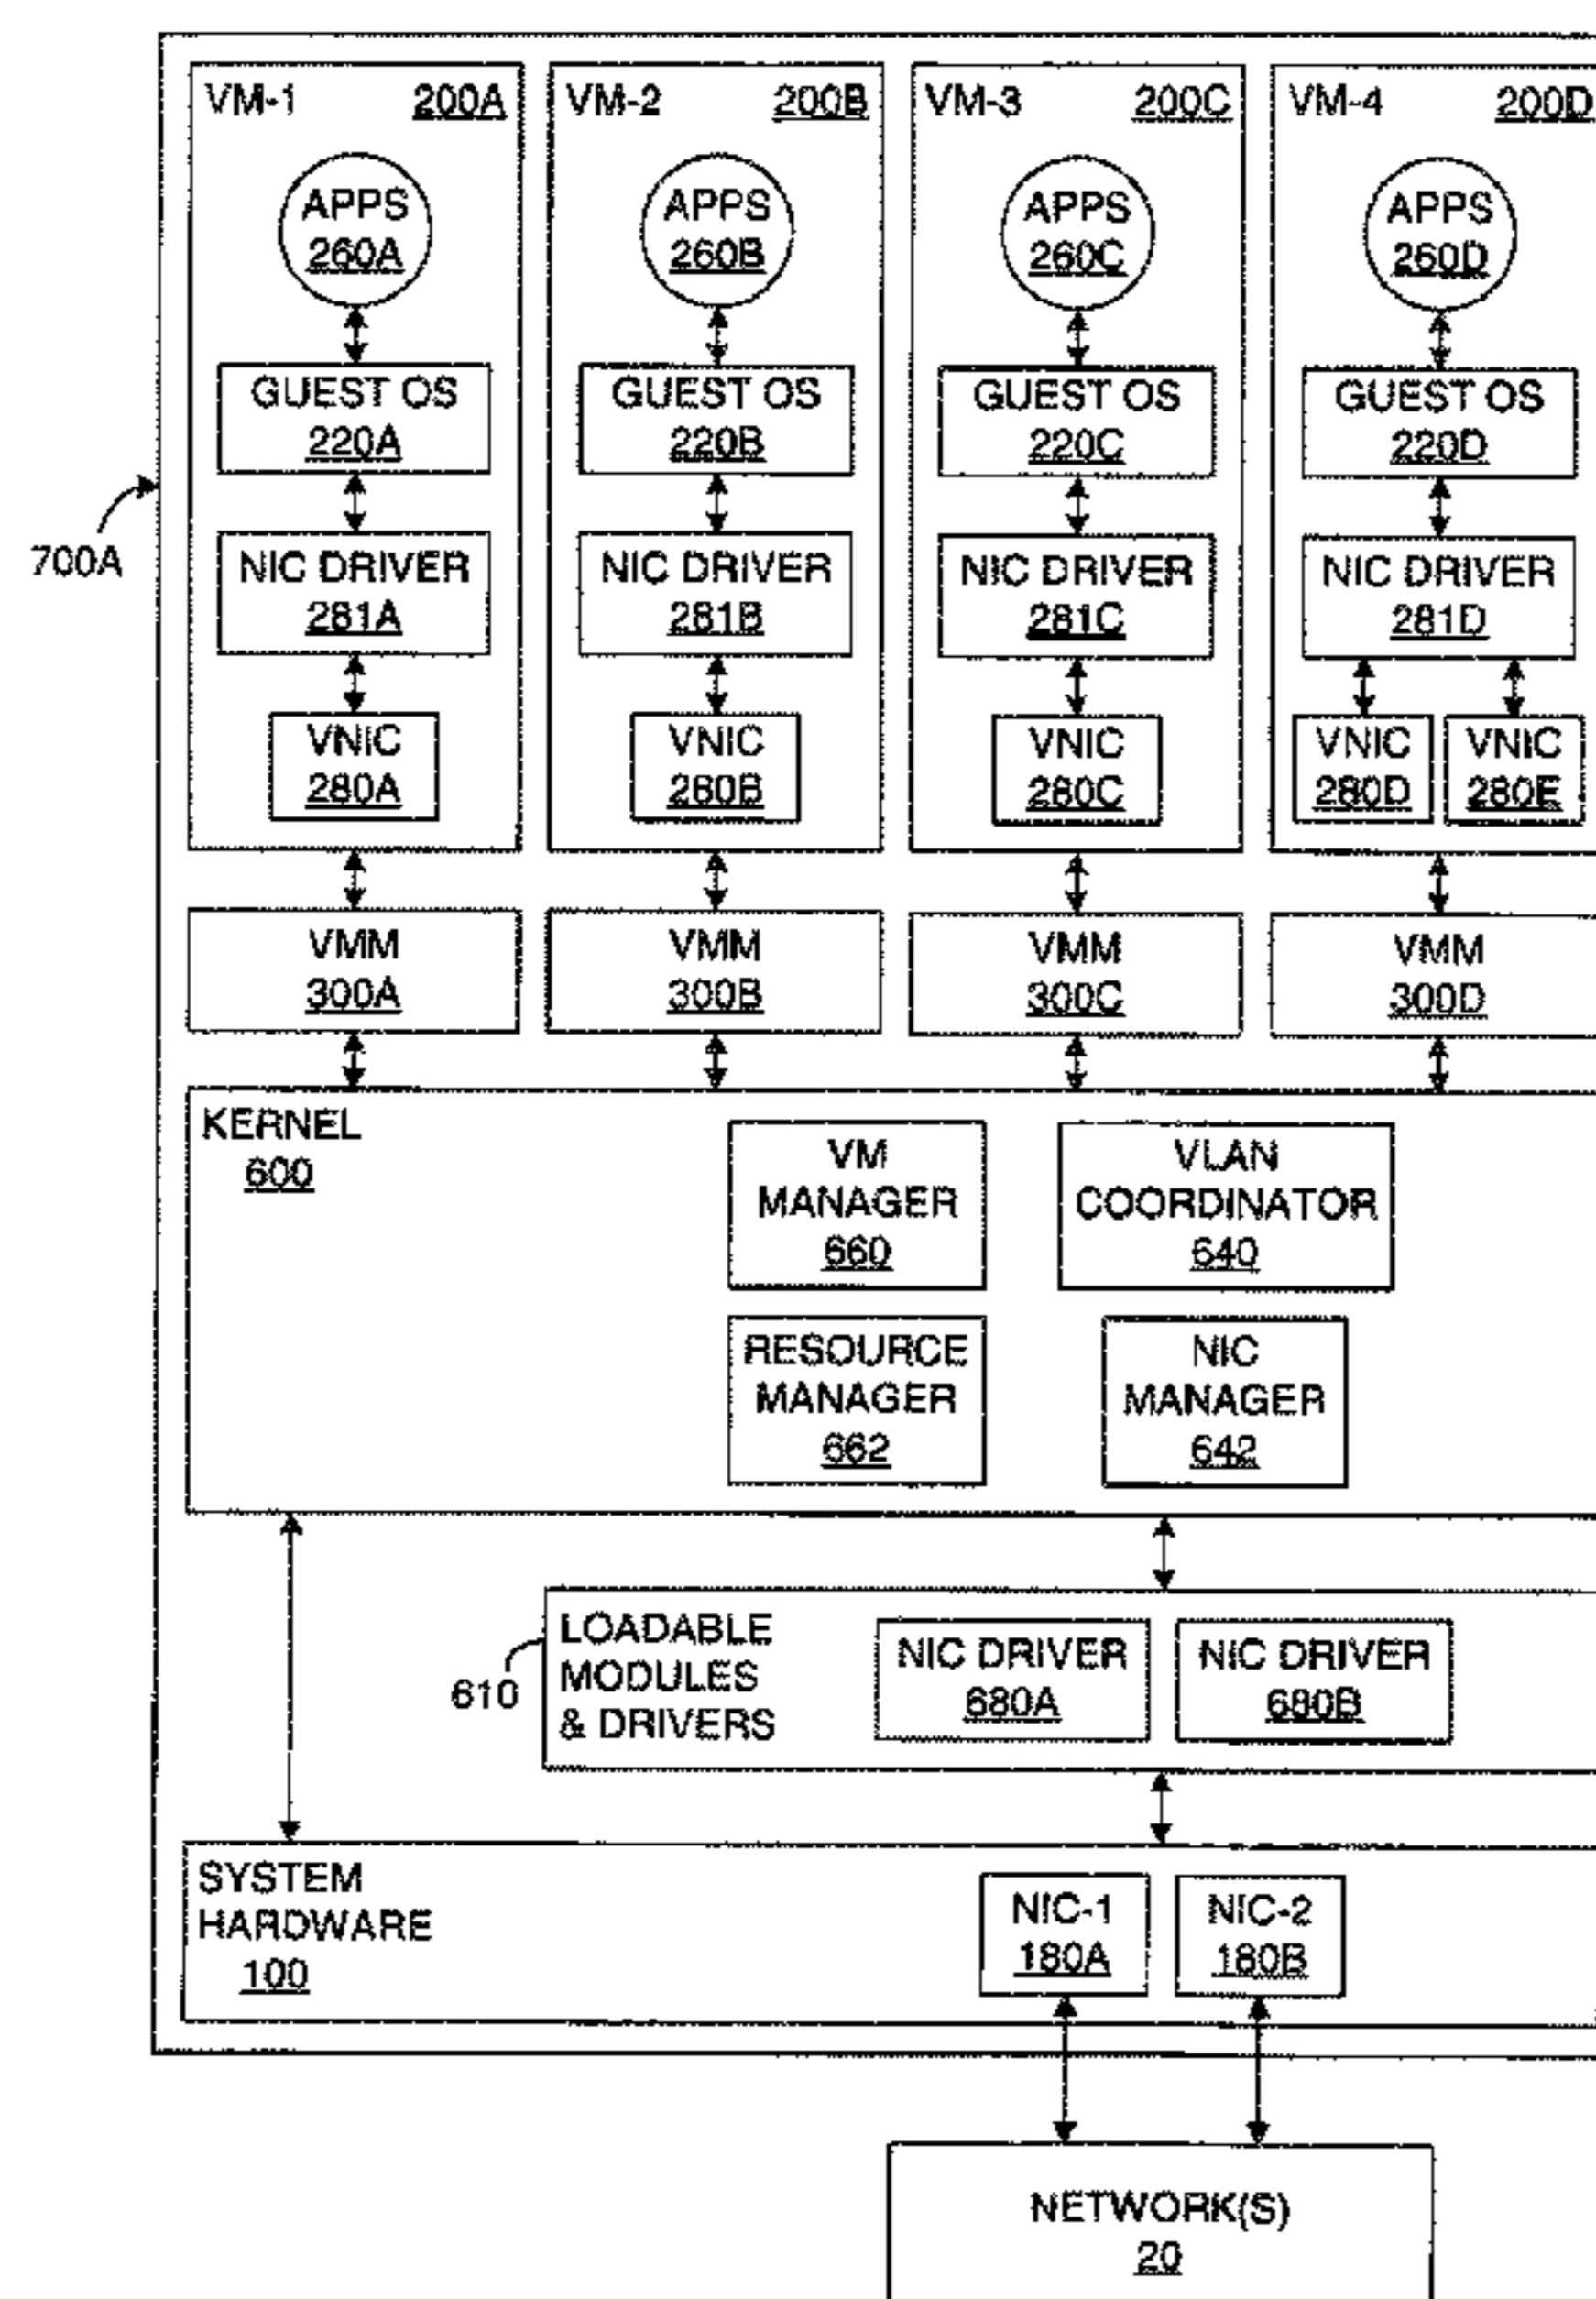 VM-1 200A
APPS
260A
GUEST OS
220A
NIC DRIVER
281A
VNIC
280A
VM-2 200B
APPS
260B
GUEST OS
220B
NIC DRIVER
281B
VNIC
280B
VM-3 200C
APPS
260C
GUEST OS
220C
NIC DRIVER
281C
VNIC
280C
VM-4 200D
APPS
260D
GUEST OS
220D
NIC DRIVER
281D
VNIC
280D
VNIC
280E
700A
VMM
300A
VMM
300B
VMM
300C
VMM
300D
KERNEL
600
VM
MANAGER
660
VLAN
COORDINATOR
640
RESOURCE
MANAGER
662
NIC
MANAGER
642
610
LOADABLE
MODULES
& DRIVERS
NIC DRIVER
680A
NIC DRIVER
680B
SYSTEM
HARDWARE
100
NIC-1
180A
NIC-2
180B
NETWORK(S)
20